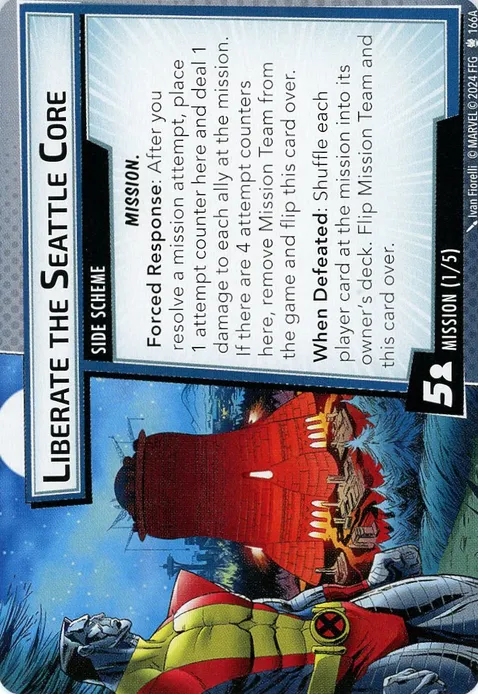 LIBERATE THE SEATTLE CORE
SIDE SCHEME
MISSION.
Forced Response: After you
resolve a mission attempt, place
1 attempt counter here and deal 1
damage to each ally at the mission.
If there are 4 attempt counters
here, remove Mission Team from
the game and flip this card over.
When Defeated: Shuffle each
player card at the mission into its
owner's deck. Flip Mission Team and
this card over.
5
MISSION (1/5)
Ivan Fiorelli © MARVEL © 2024 FFG 166A